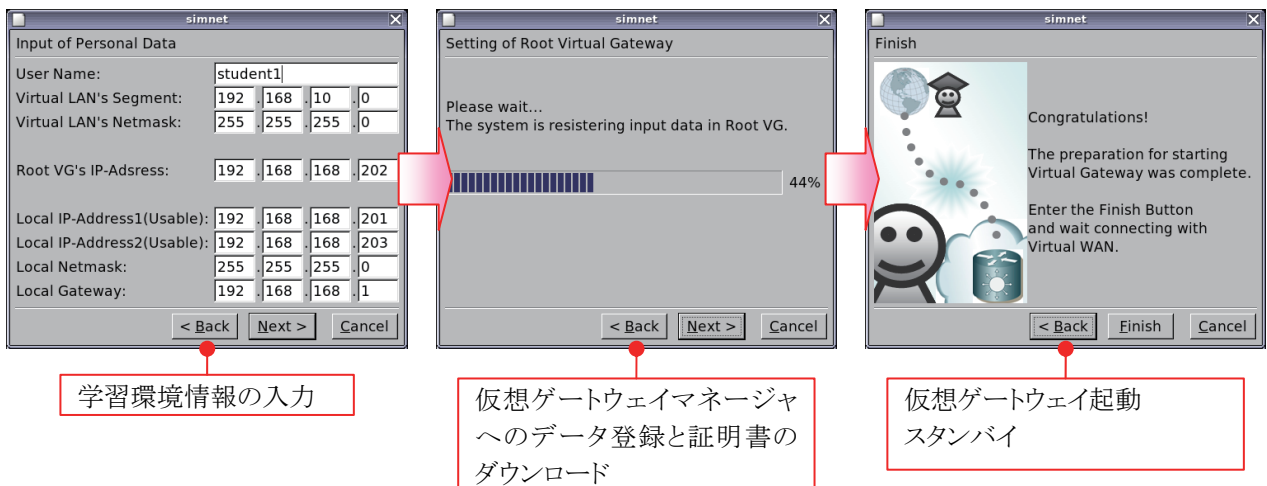 simnet
Input of Personal Data
User Name: student1
Virtual LAN's Segment: 192 .168 .10 .0
Virtual LAN's Netmask: 255 .255 .255 .0
Root VG's IP-Adsress: 192 .168 .168 .202
Local IP-Address1(Usable): 192 .168 .168 .201
Local IP-Address2(Usable): 192 .168 .168 .203
Local Netmask: 255 .255 .255 .0
Local Gateway: 192 .168 .168 .1
< Back Next > Cancel
学習環境情報の入力
simnet
Setting of Root Virtual Gateway
Please wait...
The system is resistering input data in Root VG.
44%
< Back Next > Cancel
仮想ゲートウェイマネージャ
へのデータ登録と証明書の
ダウンロード
simnet
Finish
Congratulations!
The preparation for starting
Virtual Gateway was complete.
Enter the Finish Button
and wait connecting with
Virtual WAN.
< Back Finish Cancel
仮想ゲートウェイ起動
スタンバイ